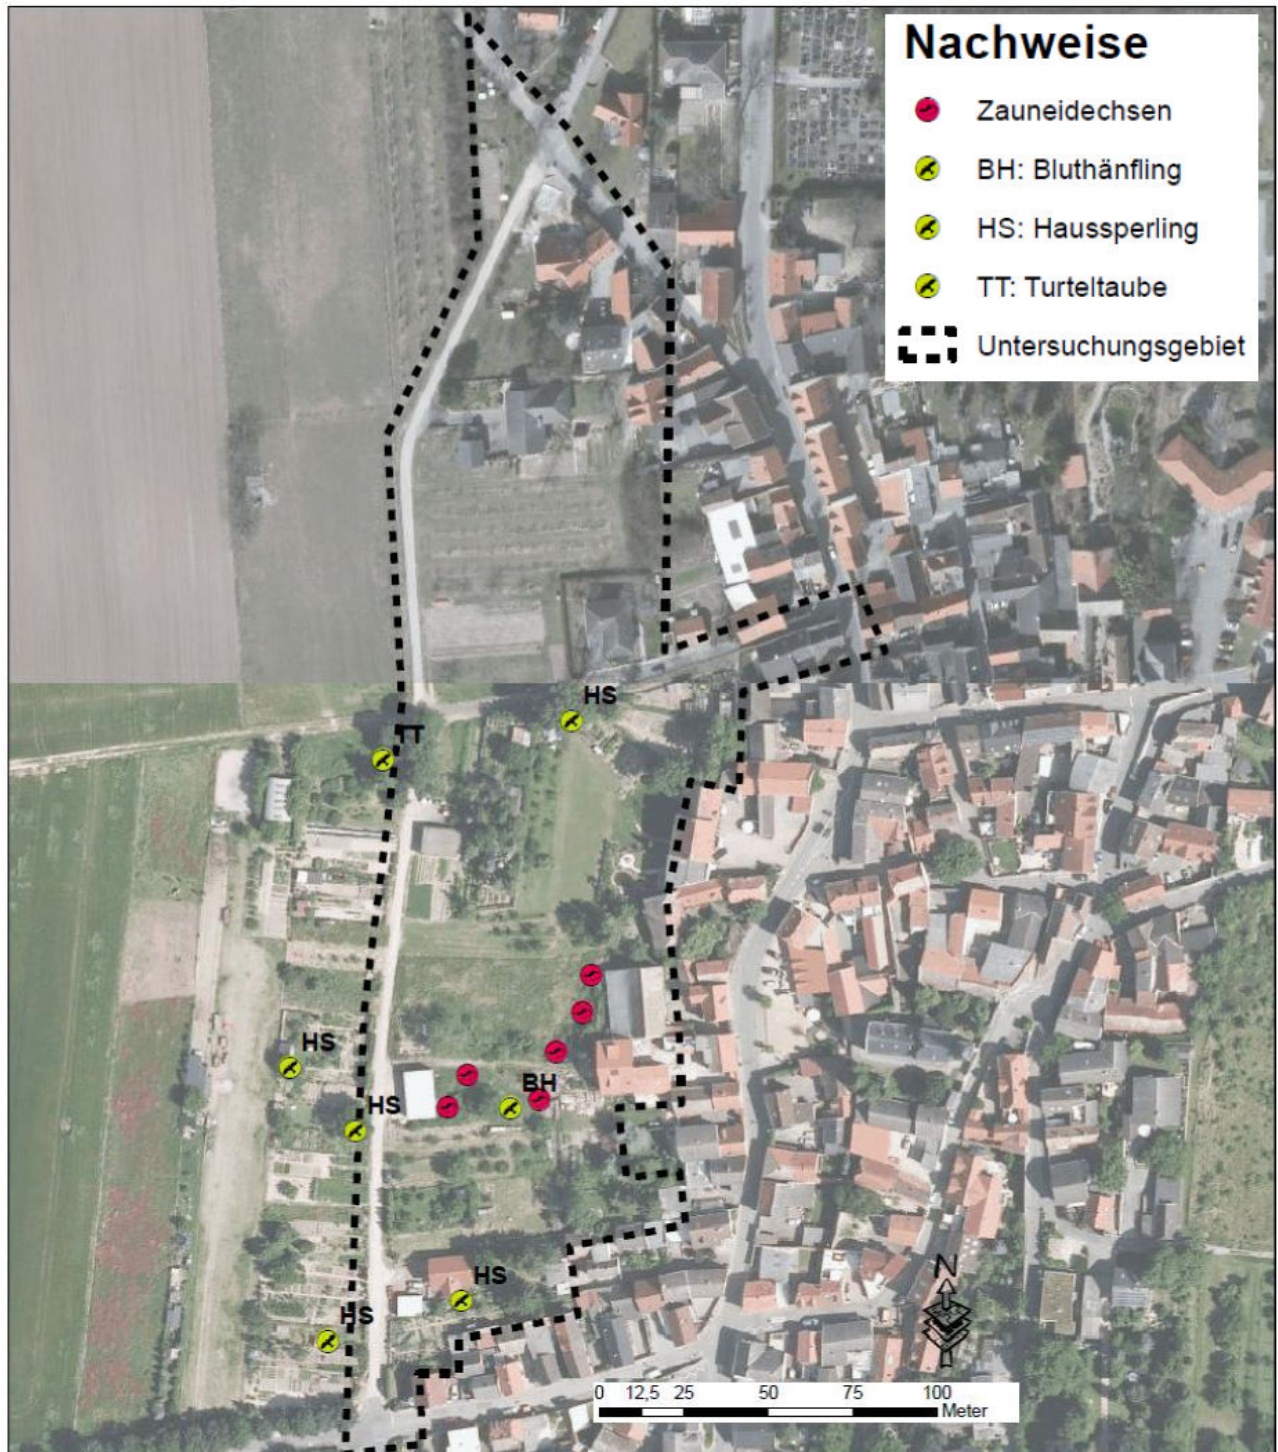 Nachweise
Zauneidechsen
BH: Bluthänfling
HS: Haussperling
TT: Turteltaube
Untersuchungsgebiet
HS
TT
HS
BH
HS
HS
HS
N
0 12,5 25 50 75 100
Meter